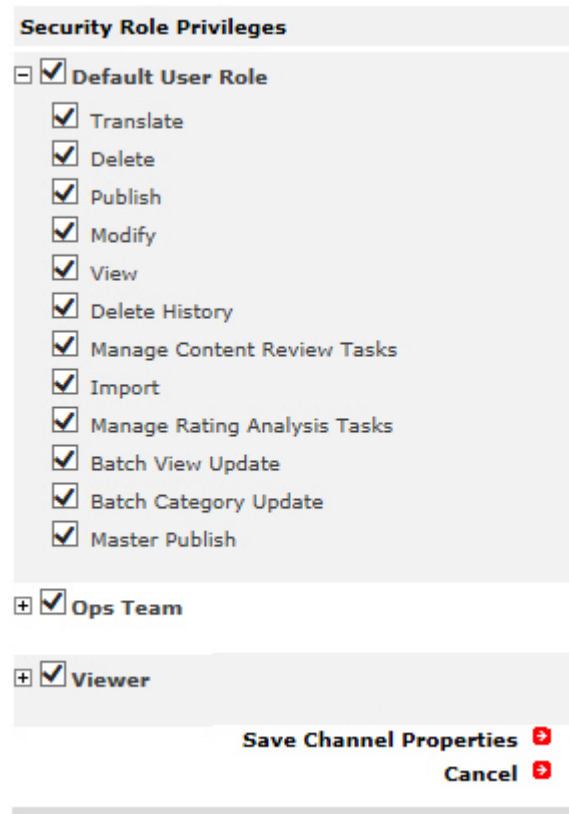 Security Role Privileges
Default User Role
Translate
Delete
Publish
Modify
View
Delete History
Manage Content Review Tasks
Import
Manage Rating Analysis Tasks
Batch View Update
Batch Category Update
Master Publish
Ops Team
Viewer
Save Channel Properties
Cancel